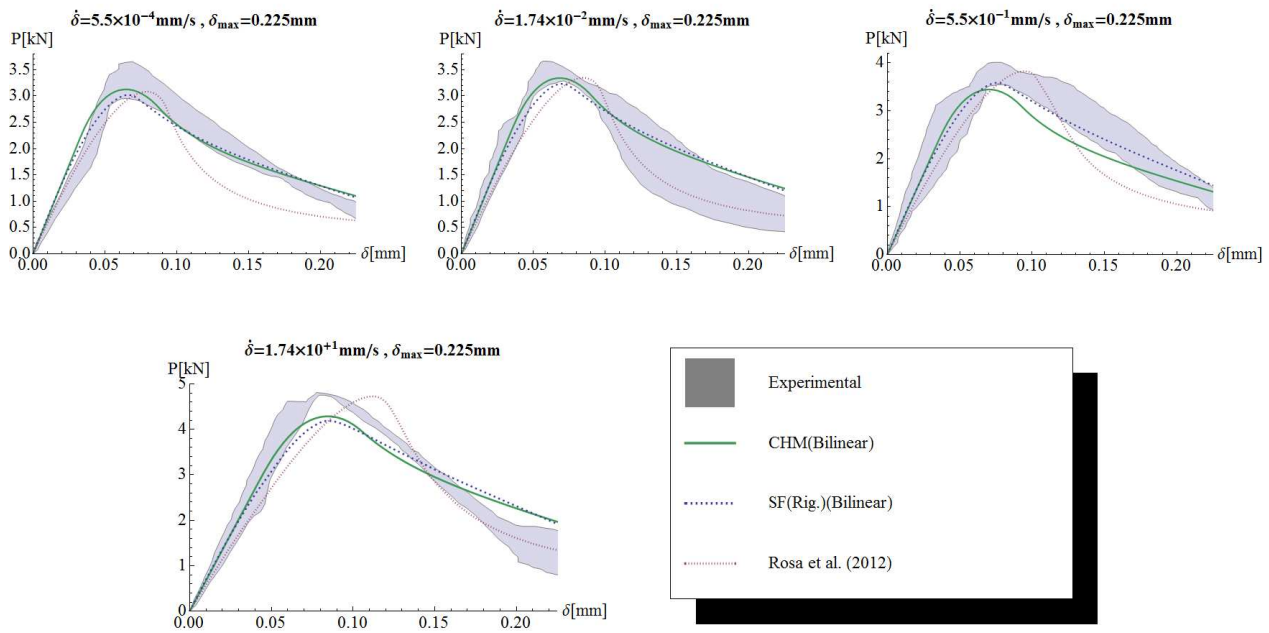 δ̇=5.5×10⁻⁴mm/s , δmax=0.225mm
P[kN]
3.5
3.0
2.5
2.0
1.5
1.0
0.5
0.0
0.00 0.05 0.10 0.15 0.20 δ[mm]
δ̇=1.74×10⁻²mm/s , δmax=0.225mm
P[kN]
3.5
3.0
2.5
2.0
1.5
1.0
0.5
0.0
0.00 0.05 0.10 0.15 0.20 δ[mm]
δ̇=5.5×10⁻¹mm/s , δmax=0.225mm
P[kN]
4
3
2
1
0
0.00 0.05 0.10 0.15 0.20 δ[mm]
δ̇=1.74×10⁺¹mm/s , δmax=0.225mm
P[kN]
5
4
3
2
1
0
0.00 0.05 0.10 0.15 0.20 δ[mm]
Experimental
CHM(Bilinear)
SF(Rig.)(Bilinear)
Rosa et al. (2012)